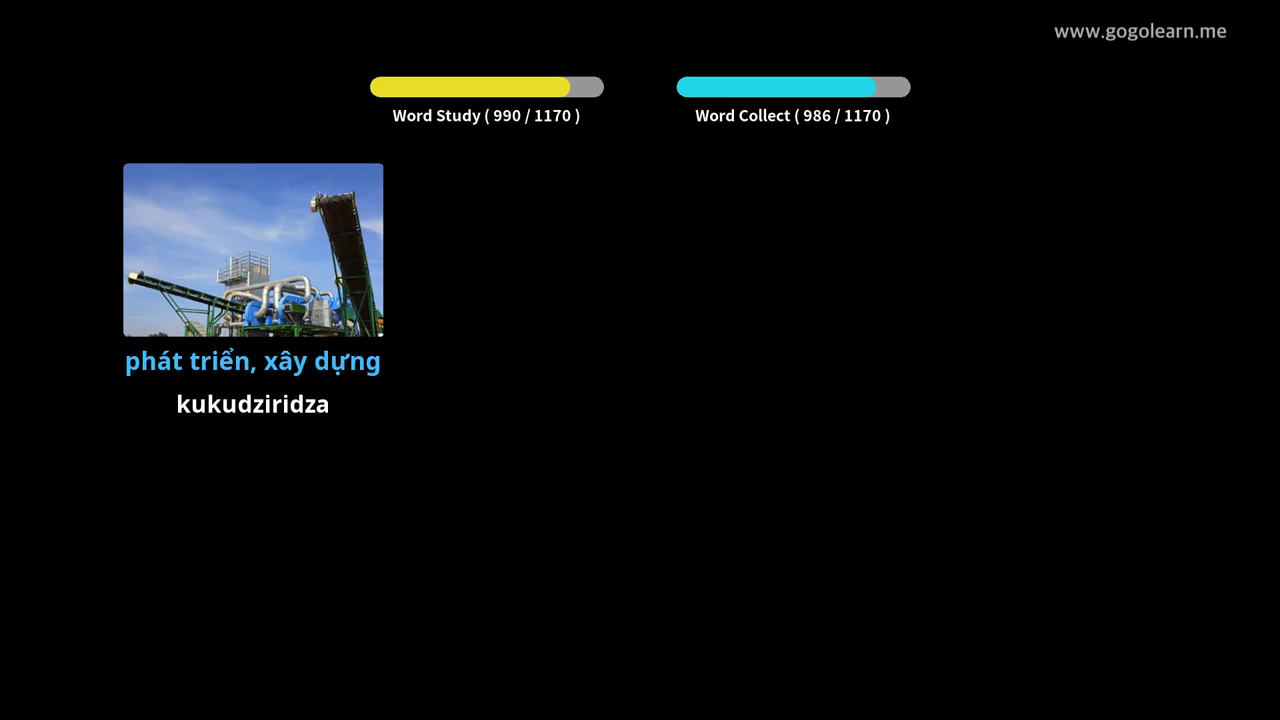 www.gogolearn.me
Word Study ( 990 / 1170 )
Word Collect ( 986 / 1170 )
phát triển, xây dựng
kukudziridza